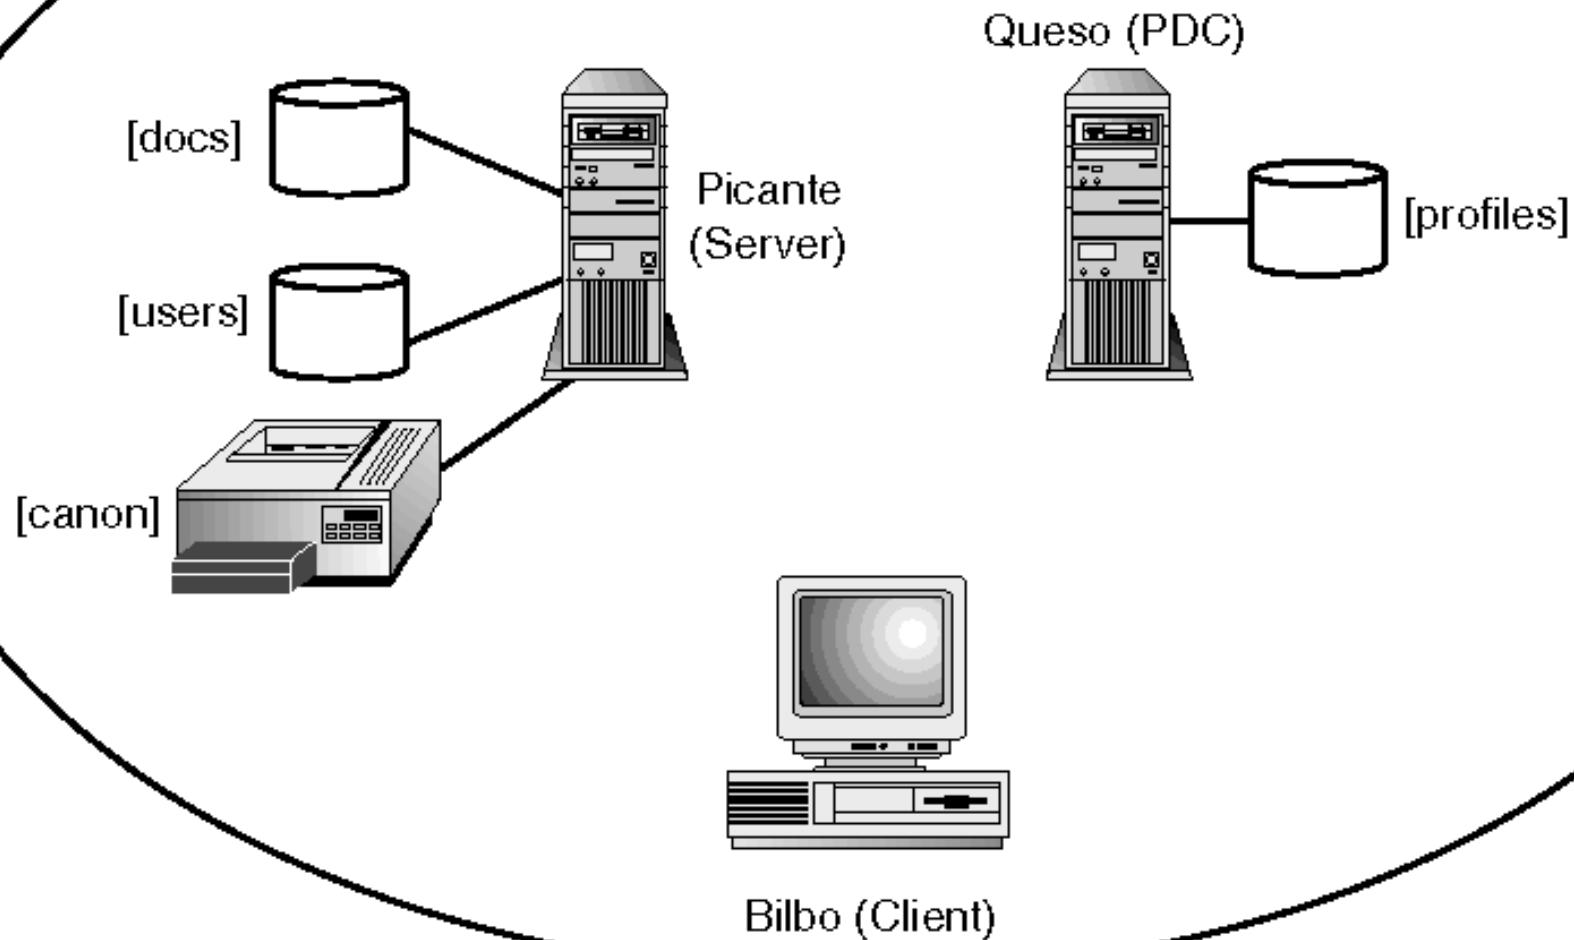 Queso (PDC)
[docs]
Picante
(Server)
[profiles]
[users]
[canon]
Bilbo (Client)